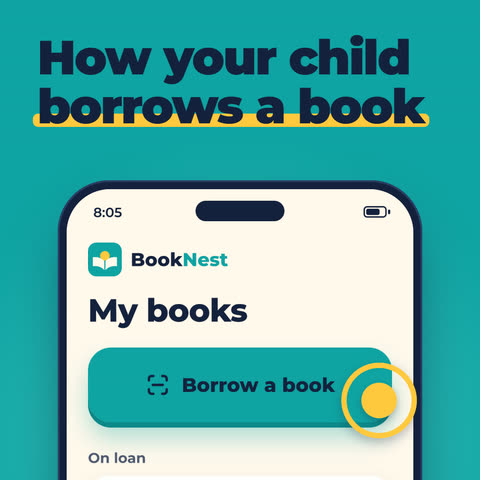 How your child
borrows a book
8:05
BookNest
My books
Borrow a book
On loan